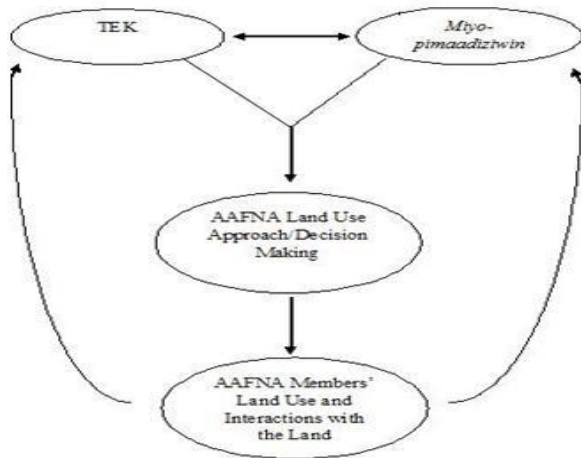 TEK
Miyo-
pimaadiziwin
AAFNA Land Use
Approach/Decision
Making
AAFNA Members'
Land Use and
Interactions with
the Land